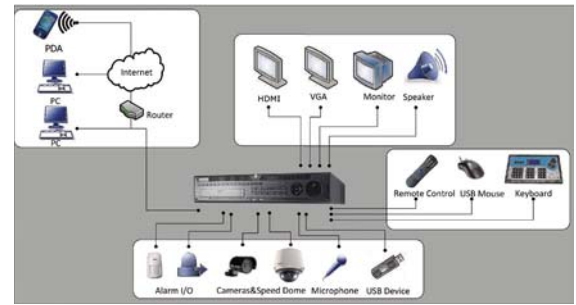 PDA
Internet
PC
Router
PC
HDMI
VGA
Monitor
Speaker
Remote Control
USB Mouse
Keyboard
Alarm I/O
Cameras&Speed Dome
Microphone
USB Device